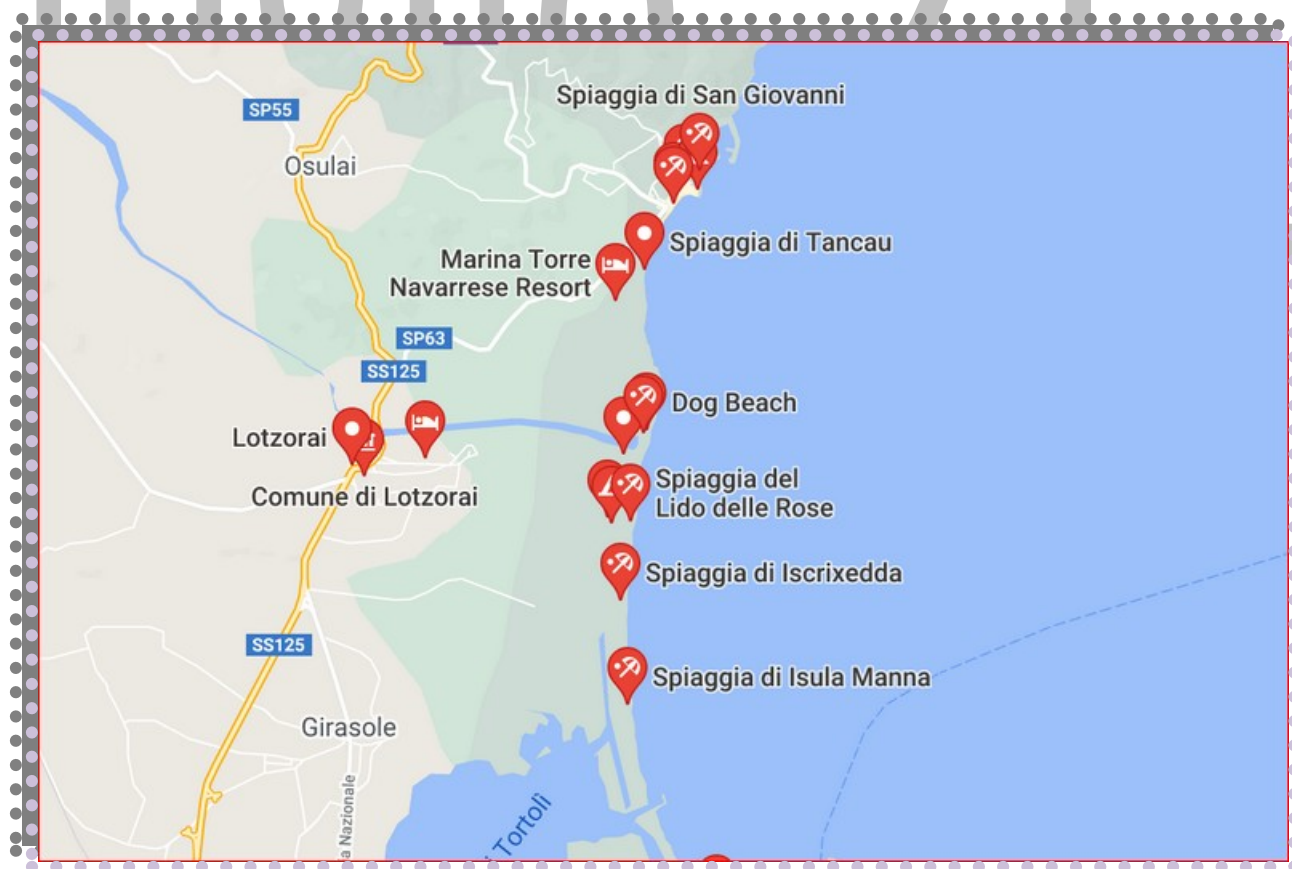 Spiaggia di San Giovanni
SP55
Osulai
Spiaggia di Tancau
Marina Torre
Navarrese Resort
SP63
SS125
Dog Beach
Lotzorai
Spiaggia del
Lido delle Rose
Comune di Lotzorai
Spiaggia di Iscrixedda
SS125
Spiaggia di Isula Manna
Girasole
Nazionale
Tortolì